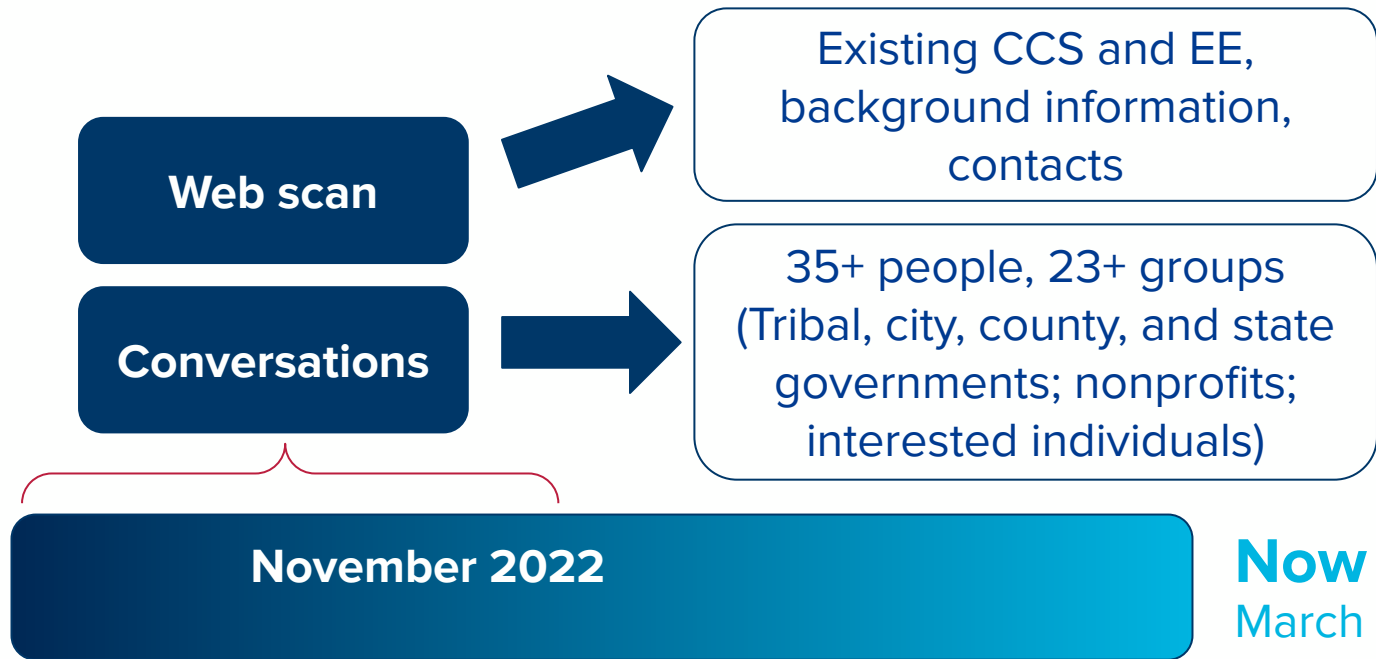 Existing CCS and EE,
background information,
contacts
Web scan
35+ people, 23+ groups
(Tribal, city, county, and state
governments; nonprofits;
interested individuals)
Conversations
November 2022
Now
March